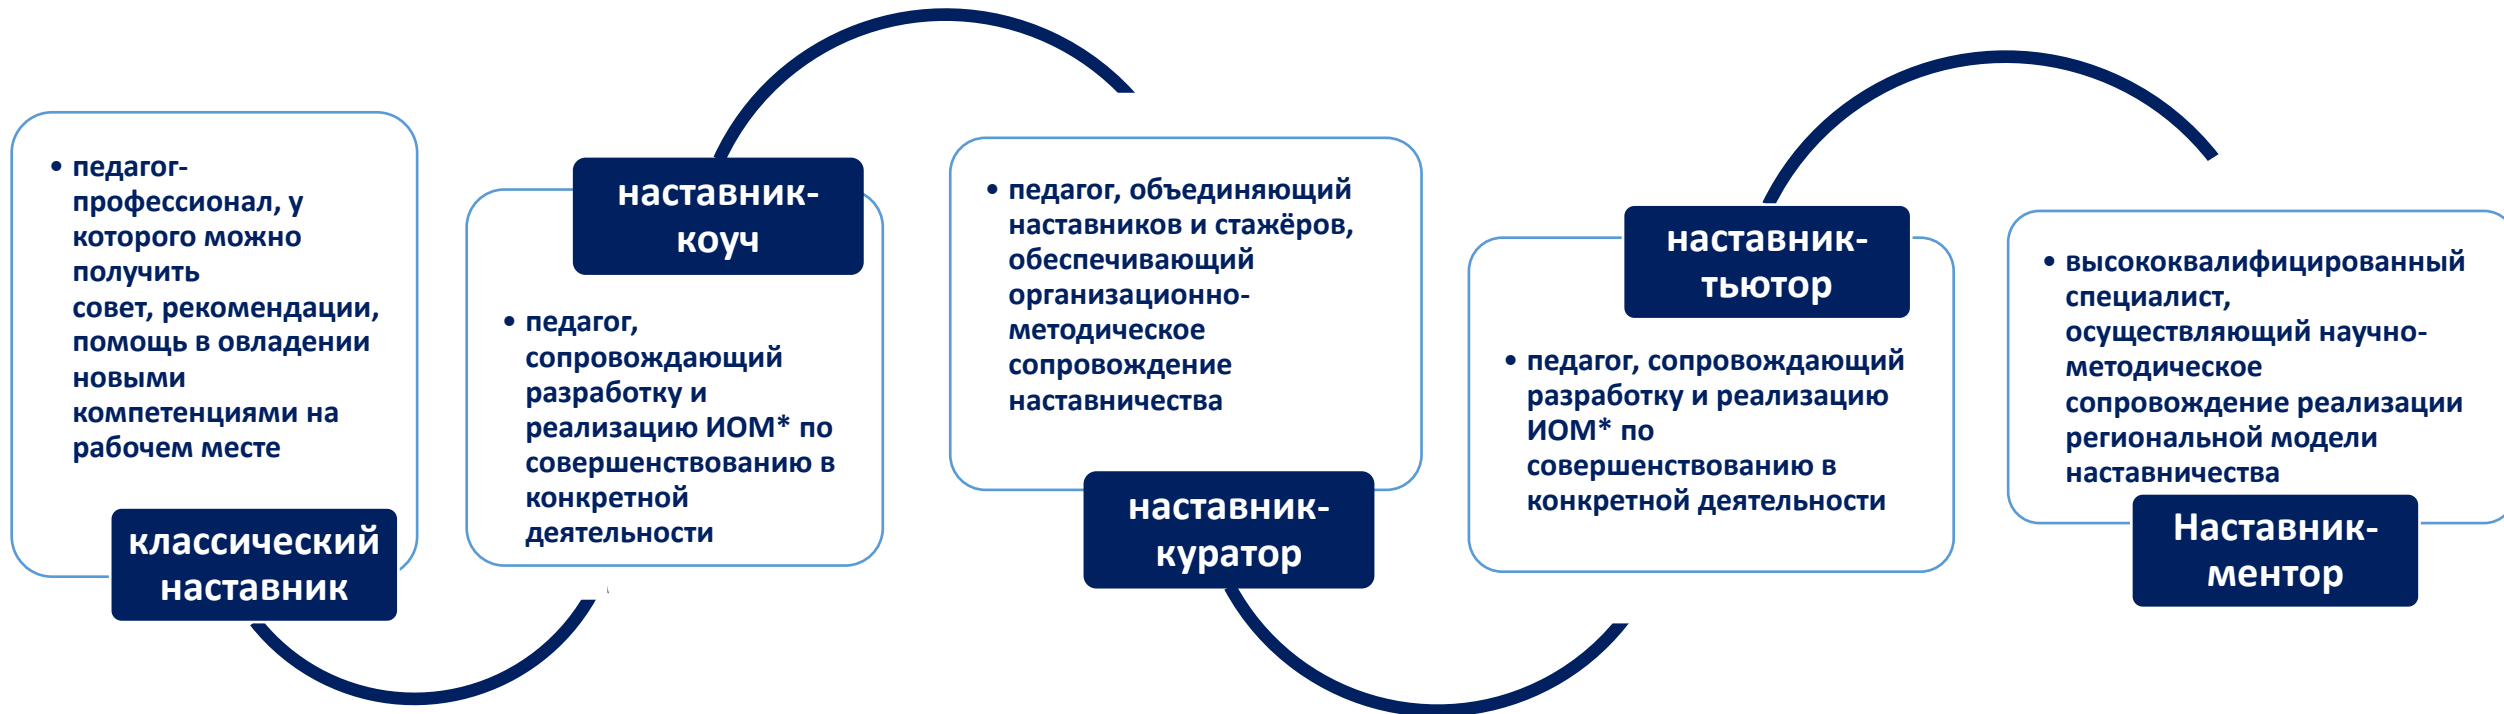 • педагог-
профессионал, у
которого можно
получить
совет, рекомендации,
помощь в овладении
новыми
компетенциями на
рабочем месте
классический
наставник
наставник-
коуч
• педагог,
сопровождающий
разработку и
реализацию ИОМ* по
совершенствованию в
конкретной
деятельности
• педагог, объединяющий
наставников и стажёров,
обеспечивающий
организационно-
методическое
сопровождение
наставничества
наставник-
куратор
наставник-
тьютор
• педагог, сопровождающий
разработку и реализацию
ИОМ* по
совершенствованию в
конкретной деятельности
• высококвалифицированный
специалист,
осуществляющий научно-
методическое
сопровождение реализации
региональной модели
наставничества
Наставник-
ментор